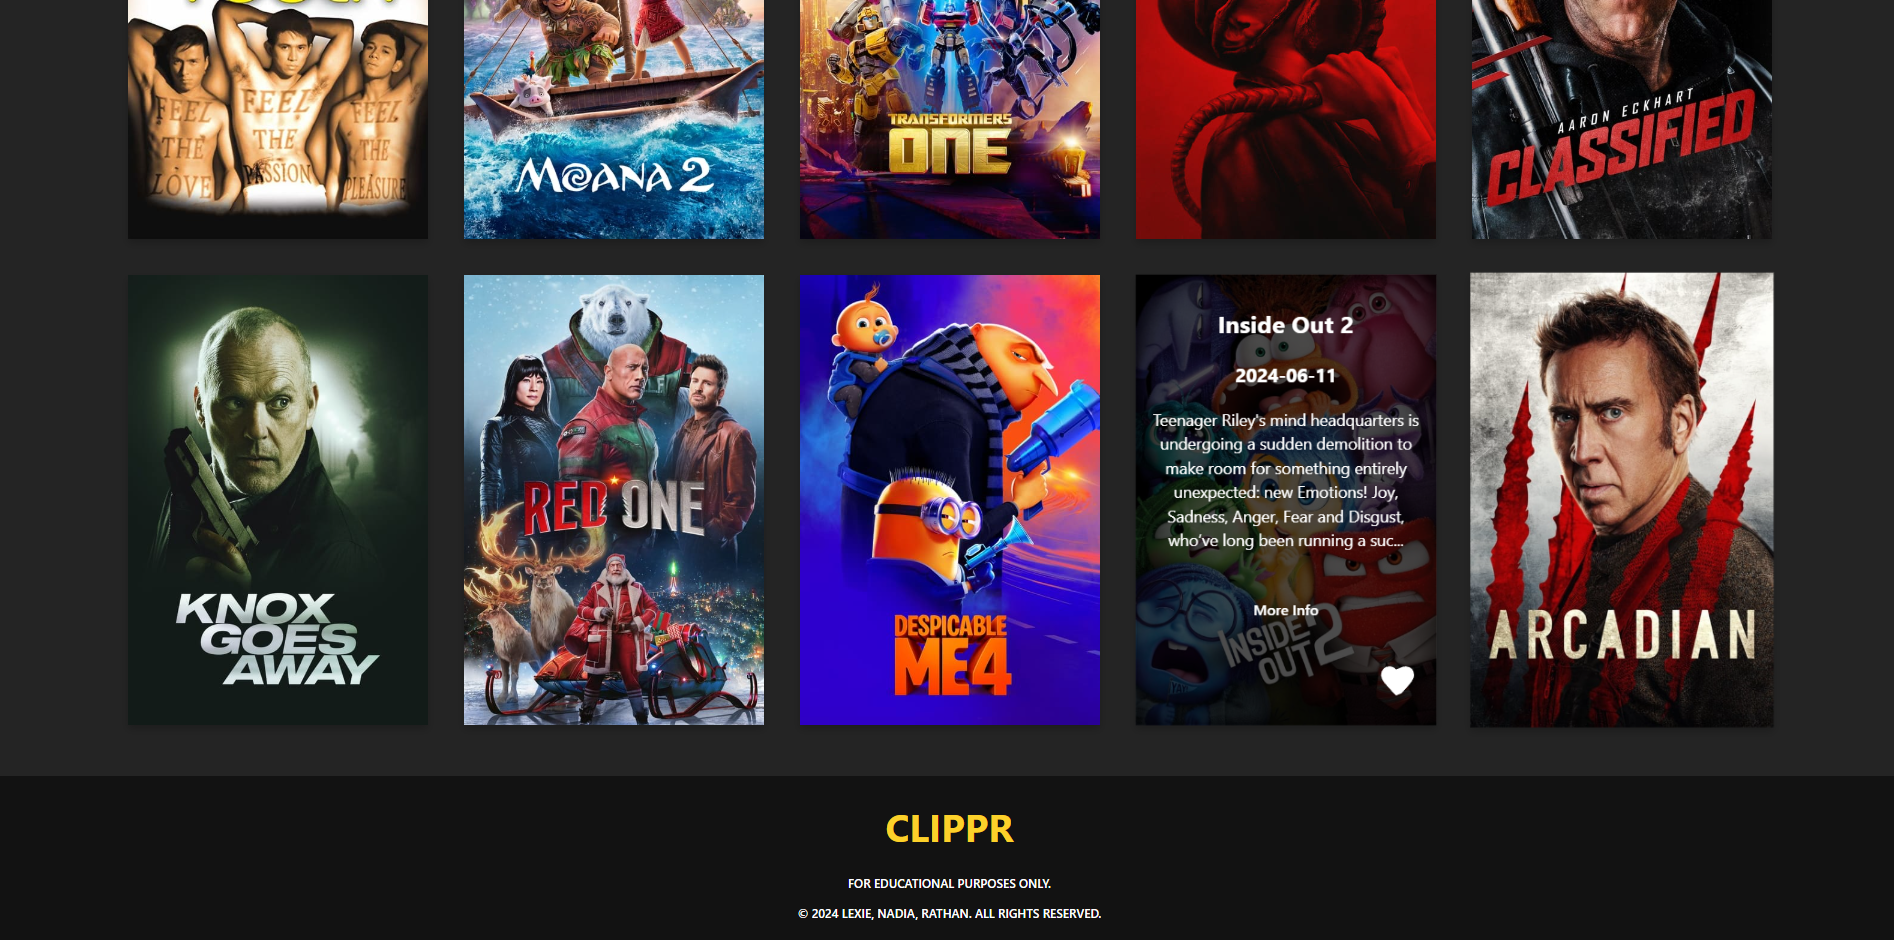 FEEL
THE
LOVE
FEEL
THE
PASSION
FEEL
THE
PLEASURE
MOANA 2
TRANSFORMERS
ONE
AARON ECKHART
CLASSIFIED
KNOX
GOES
AWAY
RED ONE
DESPICABLE
ME4
Inside Out 2
2024-06-11
Teenager Riley's mind headquarters is
undergoing a sudden demolition to
make room for something entirely
unexpected: new Emotions! Joy,
Sadness, Anger, Fear and Disgust,
who've long been running a suc...
More Info
INSIDE
OUT 2
ARCADIAN
CLIPPR
FOR EDUCATIONAL PURPOSES ONLY.
© 2024 LEXIE, NADIA, RATHAN. ALL RIGHTS RESERVED.